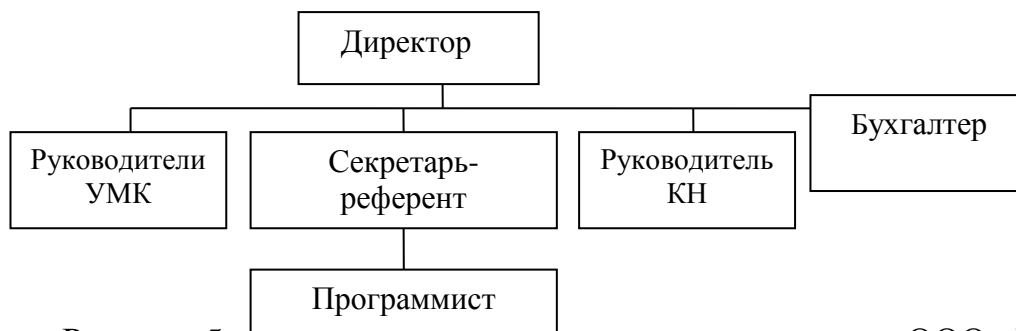 Директор
Бухгалтер
Руководители
УМК
Секретарь-
референт
Руководитель
КН
Программист